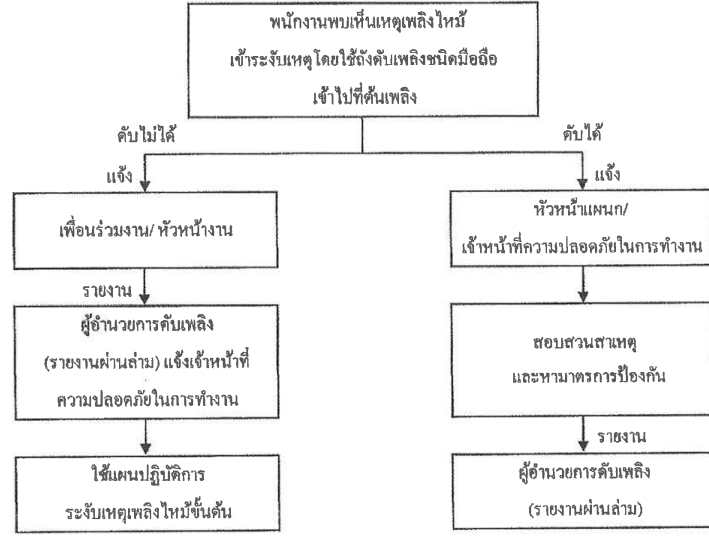 พนักงานพบเห็นเหตุเพลิงไหม้
เข้าระงับเหตุโดยใช้ถังดับเพลิงชนิดมือถือ
เข้าไปที่ต้นเพลิง
ดับไม่ได้
ดับได้
แจ้ง
แจ้ง
เพื่อนร่วมงาน/ หัวหน้างาน
หัวหน้าแผนก/
เจ้าหน้าที่ความปลอดภัยในการทำงาน
รายงาน
ผู้อำนวยการดับเพลิง
(รายงานผ่านล่าม) แจ้งเจ้าหน้าที่
ความปลอดภัยในการทำงาน
สอบสวนสาเหตุ
และหามาตรการป้องกัน
รายงาน
ใช้แผนปฏิบัติการ
ระงับเหตุเพลิงไหม้ขั้นต้น
ผู้อำนวยการดับเพลิง
(รายงานผ่านล่าม)